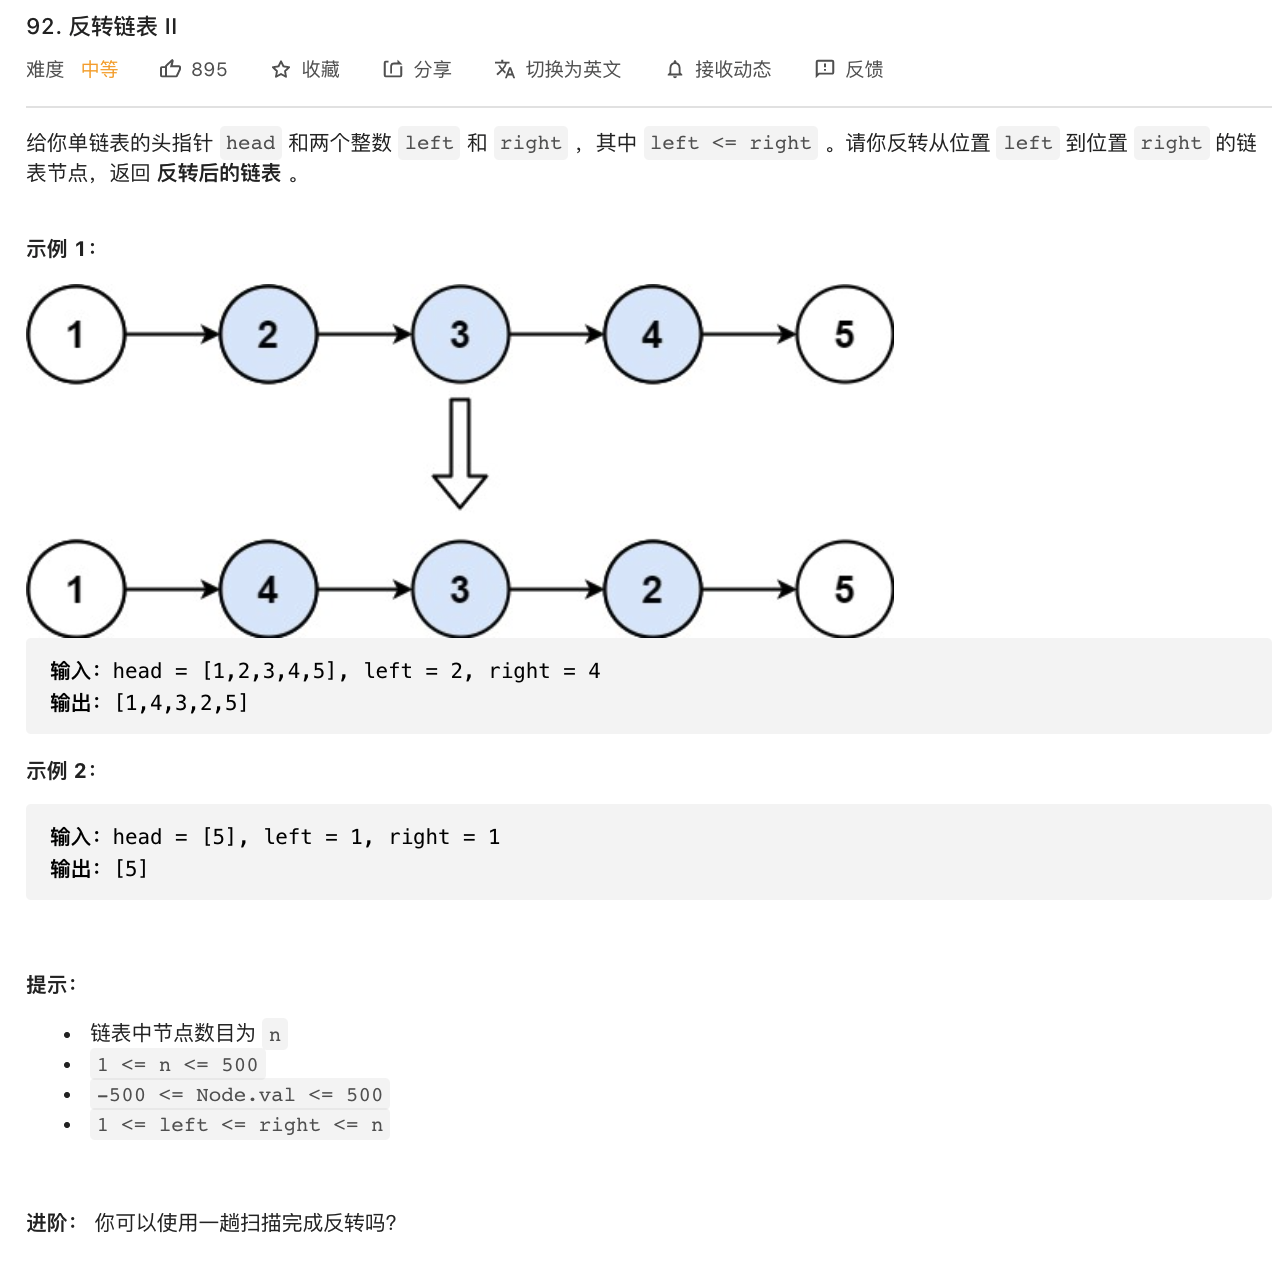 92. 反转链表 II
难度 中等 895 收藏 分享 切换为英文 接收动态 反馈
给你单链表的头指针 head 和两个整数 left 和 right ，其中 left <= right 。请你反转从位置 left 到位置 right 的链
表节点，返回 反转后的链表 。
示例 1：
1 2 3 4 5
1 4 3 2 5
输入：head = [1,2,3,4,5], left = 2, right = 4
输出：[1,4,3,2,5]
示例 2：
输入：head = [5], left = 1, right = 1
输出：[5]
提示：
• 链表中节点数目为 n
• 1 <= n <= 500
• -500 <= Node.val <= 500
• 1 <= left <= right <= n
进阶： 你可以使用一趟扫描完成反转吗？